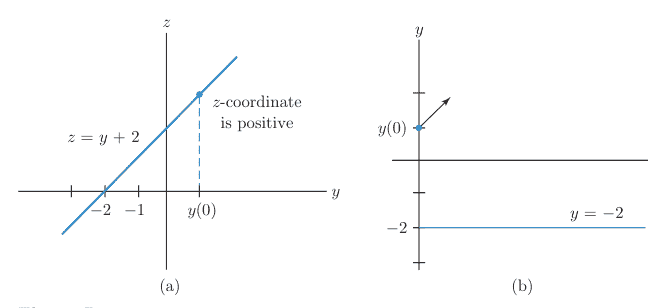 z
z-coordinate
is positive
z = y + 2
y
−2
−1
y(0)
(a)
y
y(0)
y = −2
−2
(b)